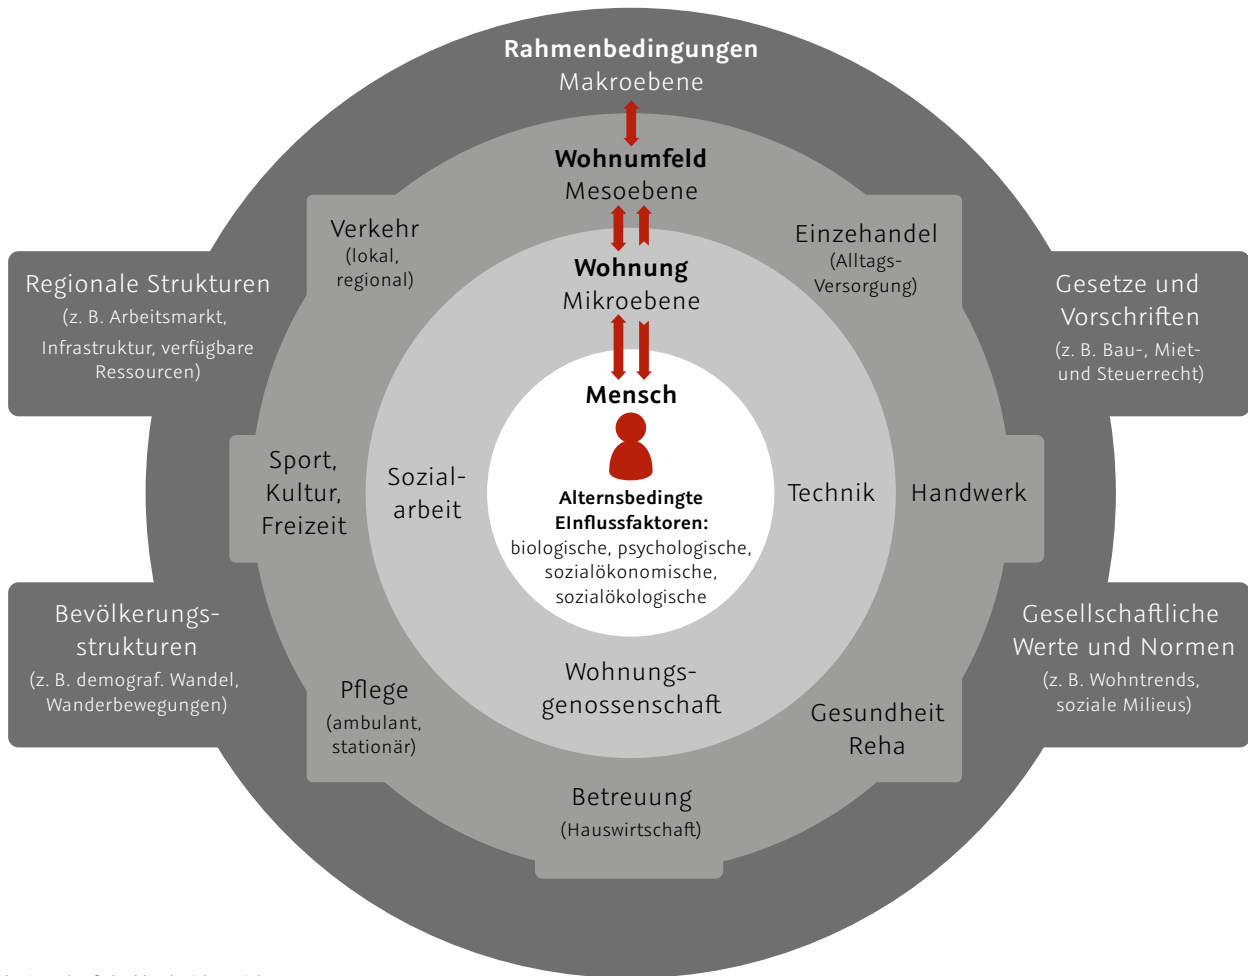 Rahmenbedingungen
Makroebene
Wohnumfeld
Mesoebene
Wohnung
Mikroebene
Mensch
Alternsbedingte
EInflussfaktoren:
biologische, psychologische,
sozialökonomische,
sozialökologische
Verkehr
(lokal,
regional)
Einzehandel
(Alltags-
Versorgung)
Regionale Strukturen
(z. B. Arbeitsmarkt,
Infrastruktur, verfügbare
Ressourcen)
Gesetze und
Vorschriften
(z. B. Bau-, Miet-
und Steuerrecht)
Sport,
Kultur,
Freizeit
Sozial-
arbeit
Technik
Handwerk
Bevölkerungs-
strukturen
(z. B. demograf. Wandel,
Wanderbewegungen)
Gesellschaftliche
Werte und Normen
(z. B. Wohntrends,
soziale Milieus)
Pflege
(ambulant,
stationär)
Wohnungs-
genossenschaft
Gesundheit
Reha
Betreuung
(Hauswirtschaft)